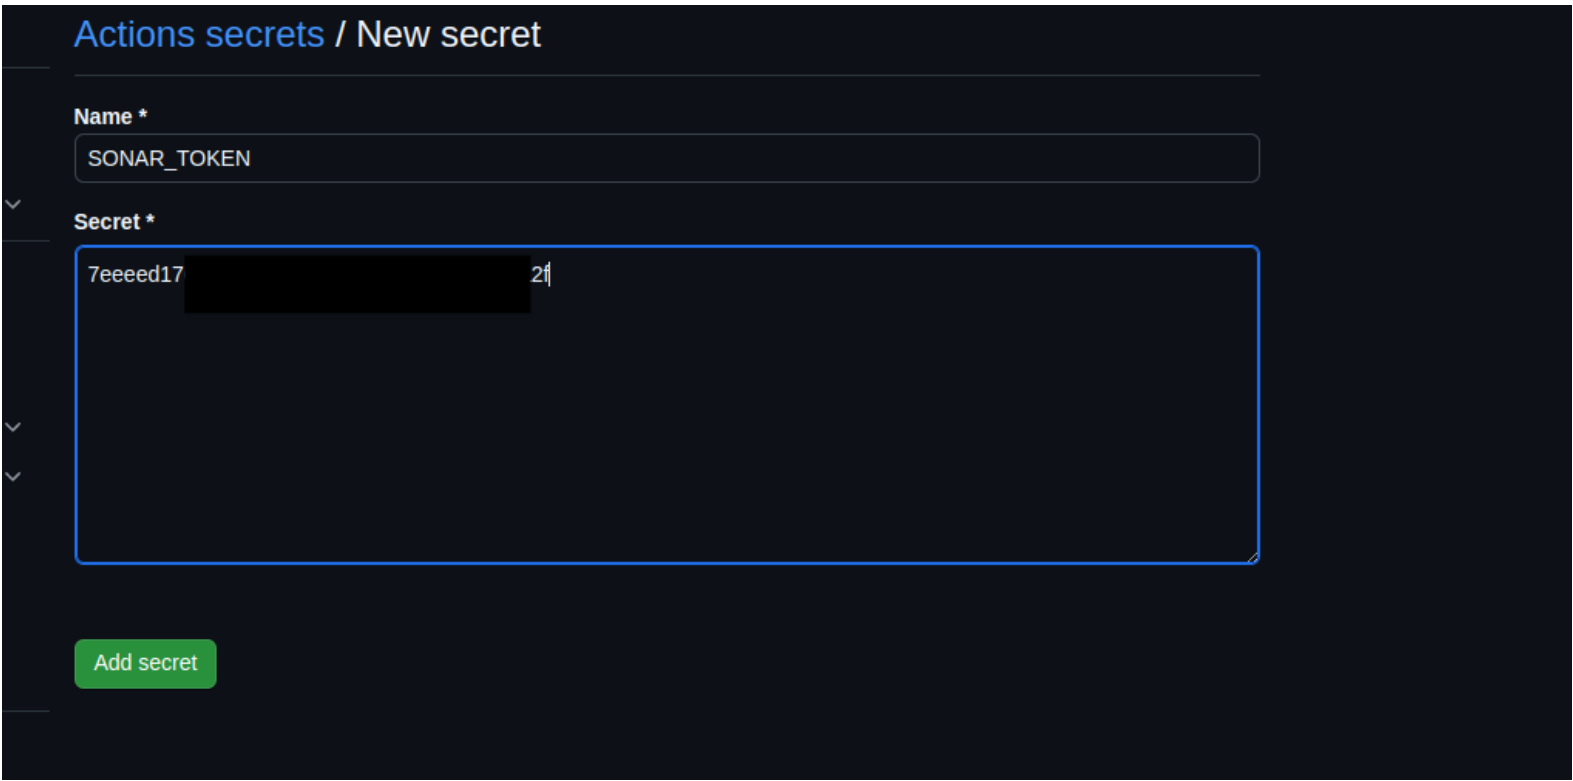 Actions secrets / New secret
Name *
SONAR_TOKEN
Secret *
7eeeed17 2f
Add secret